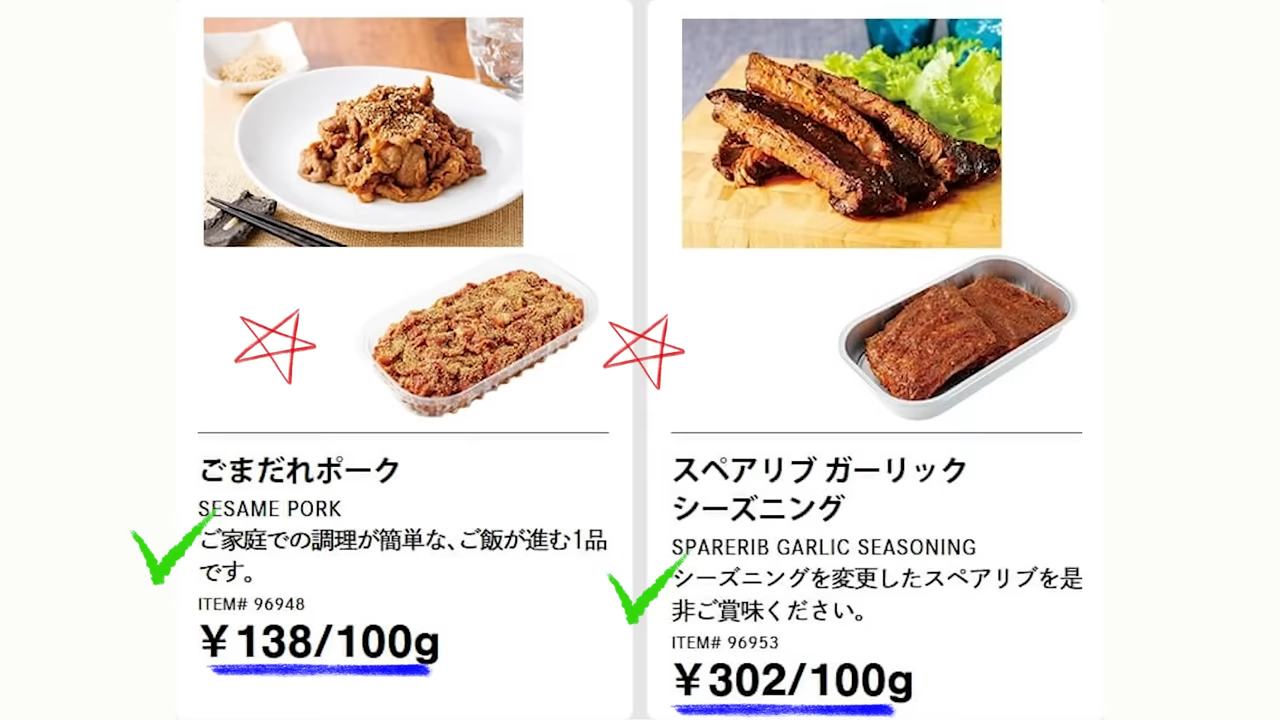 ごまだれポーク
SESAME PORK
ご家庭での調理が簡単な、ご飯が進む1品
です。
ITEM# 96948
￥138/100g
スペアリブ ガーリック
シーズニング
SPARERIB GARLIC SEASONING
シーズニングを変更したスペアリブを是
非ご賞味ください。
ITEM# 96953
￥302/100g